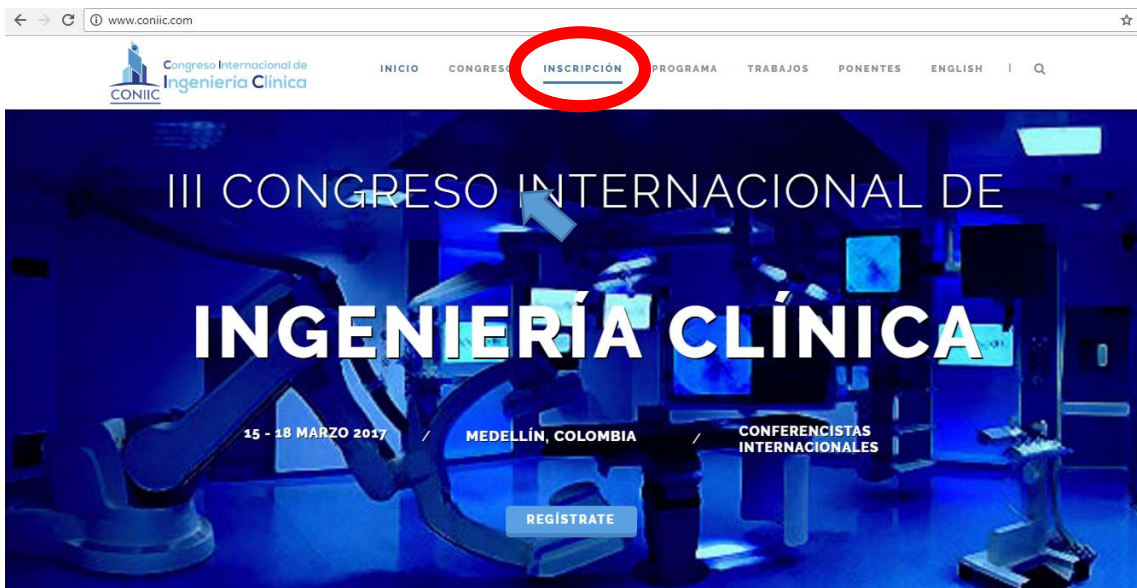 www.coniic.com
Congreso Internacional de
Ingeniería Clínica
CONIIC
INICIO CONGRESO INSCRIPCIÓN PROGRAMA TRABAJOS PONENTES ENGLISH
III CONGRESO INTERNACIONAL DE
INGENIERÍA CLÍNICA
15 - 18 MARZO 2017 / MEDELLÍN, COLOMBIA / CONFERENCISTAS
INTERNACIONALES
REGÍSTRATE